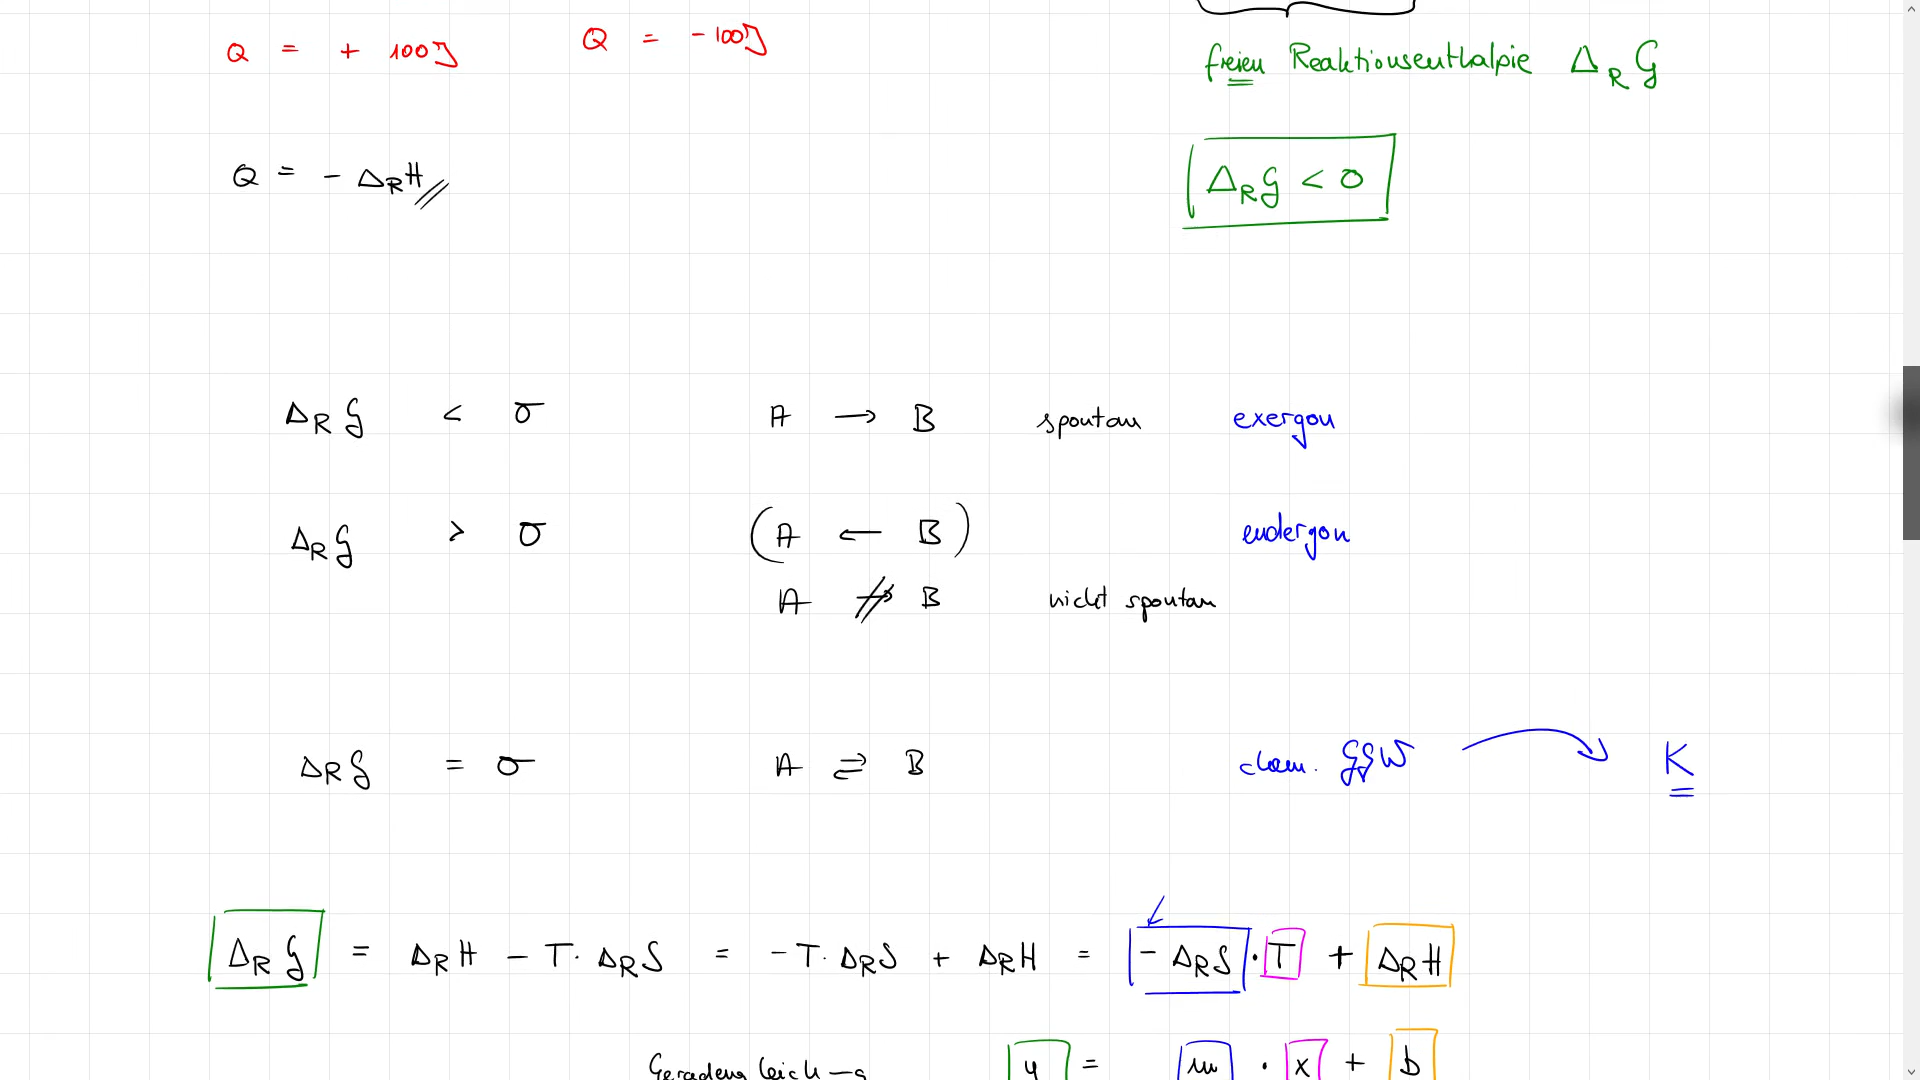 Q = + 100J Q = - 100J
freien Reaktionsenthalpie Δ_R G
Q = - Δ_R H
Δ_R G < 0
Δ_R G < 0 A → B spontan exergon
Δ_R G > 0 (A ← B) endergon
A ↛ B nicht spontan
Δ_R G = 0 A ⇌ B chem. GGW K
Δ_R G = Δ_R H - T · Δ_R S = - T · Δ_R S + Δ_R H = - Δ_R S · T + Δ_R H
y = m · x + b